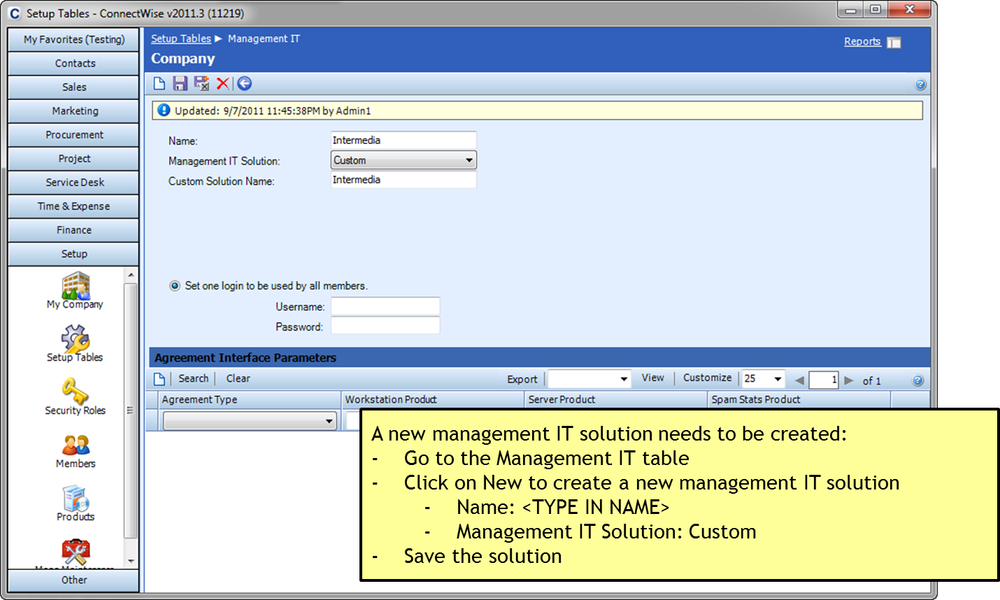 Setup Tables - ConnectWise v2011.3 (11219)
My Favorites (Testing)
Contacts
Sales
Marketing
Procurement
Project
Service Desk
Time & Expense
Finance
Setup
My Company
Setup Tables
Security Roles
Members
Products
Other
Setup Tables ▶ Management IT
Reports
Company
Updated: 9/7/2011 11:45:38PM by Admin1
Name: Intermedia
Management IT Solution: Custom
Custom Solution Name: Intermedia
Set one login to be used by all members.
Username:
Password:
Agreement Interface Parameters
Search | Clear Export View | Customize 25 1 of 1
Agreement Type Workstation Product Server Product Spam Stats Product
A new management IT solution needs to be created:
- Go to the Management IT table
- Click on New to create a new management IT solution
- Name: <TYPE IN NAME>
- Management IT Solution: Custom
- Save the solution